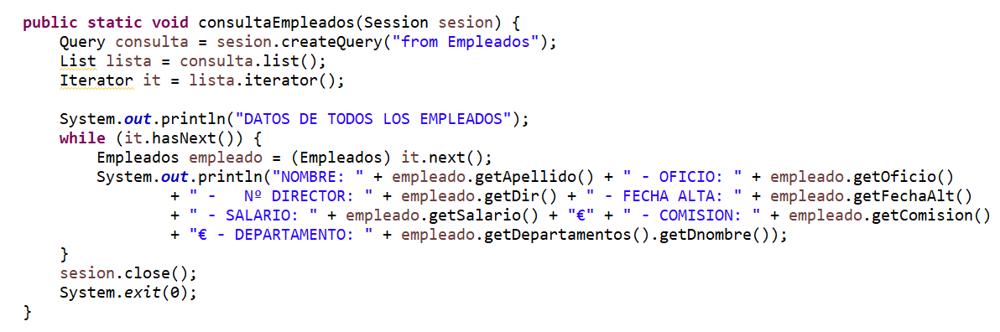 public static void consultaEmpleados(Session sesion) {
    Query consulta = sesion.createQuery("from Empleados");
    List lista = consulta.list();
    Iterator it = lista.iterator();

    System.out.println("DATOS DE TODOS LOS EMPLEADOS");
    while (it.hasNext()) {
        Empleados empleado = (Empleados) it.next();
        System.out.println("NOMBRE: " + empleado.getApellido() + " - OFICIO: " + empleado.getOficio()
                + " -   Nº DIRECTOR: " + empleado.getDir() + " - FECHA ALTA: " + empleado.getFechaAlt()
                + " - SALARIO: " + empleado.getSalario() + "€" + " - COMISION: " + empleado.getComision()
                + "€ - DEPARTAMENTO: " + empleado.getDepartamentos().getDnombre());
    }
    sesion.close();
    System.exit(0);
}